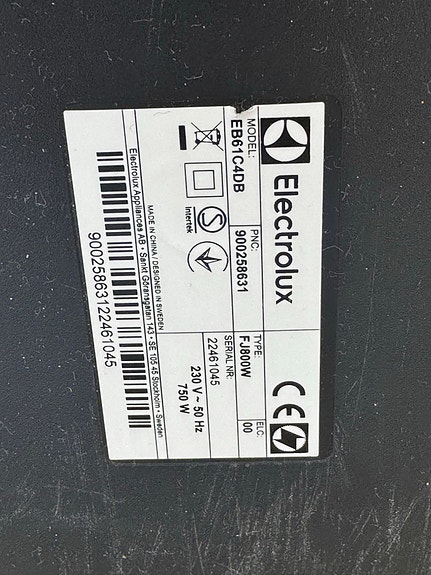 Electrolux
CE
MODEL:
EB61C4DB
PNC:
900258631
TYPE:
FJ800W
ELC:
00
SERIAL NR:
22461045
S
Intertek
230 V ~ 50 Hz
750 W
MADE IN CHINA / DESIGNED IN SWEDEN
Electrolux Appliances AB • Sankt Göransgatan 143 • SE 105 45 Stockholm • Sweden
90025863122461045